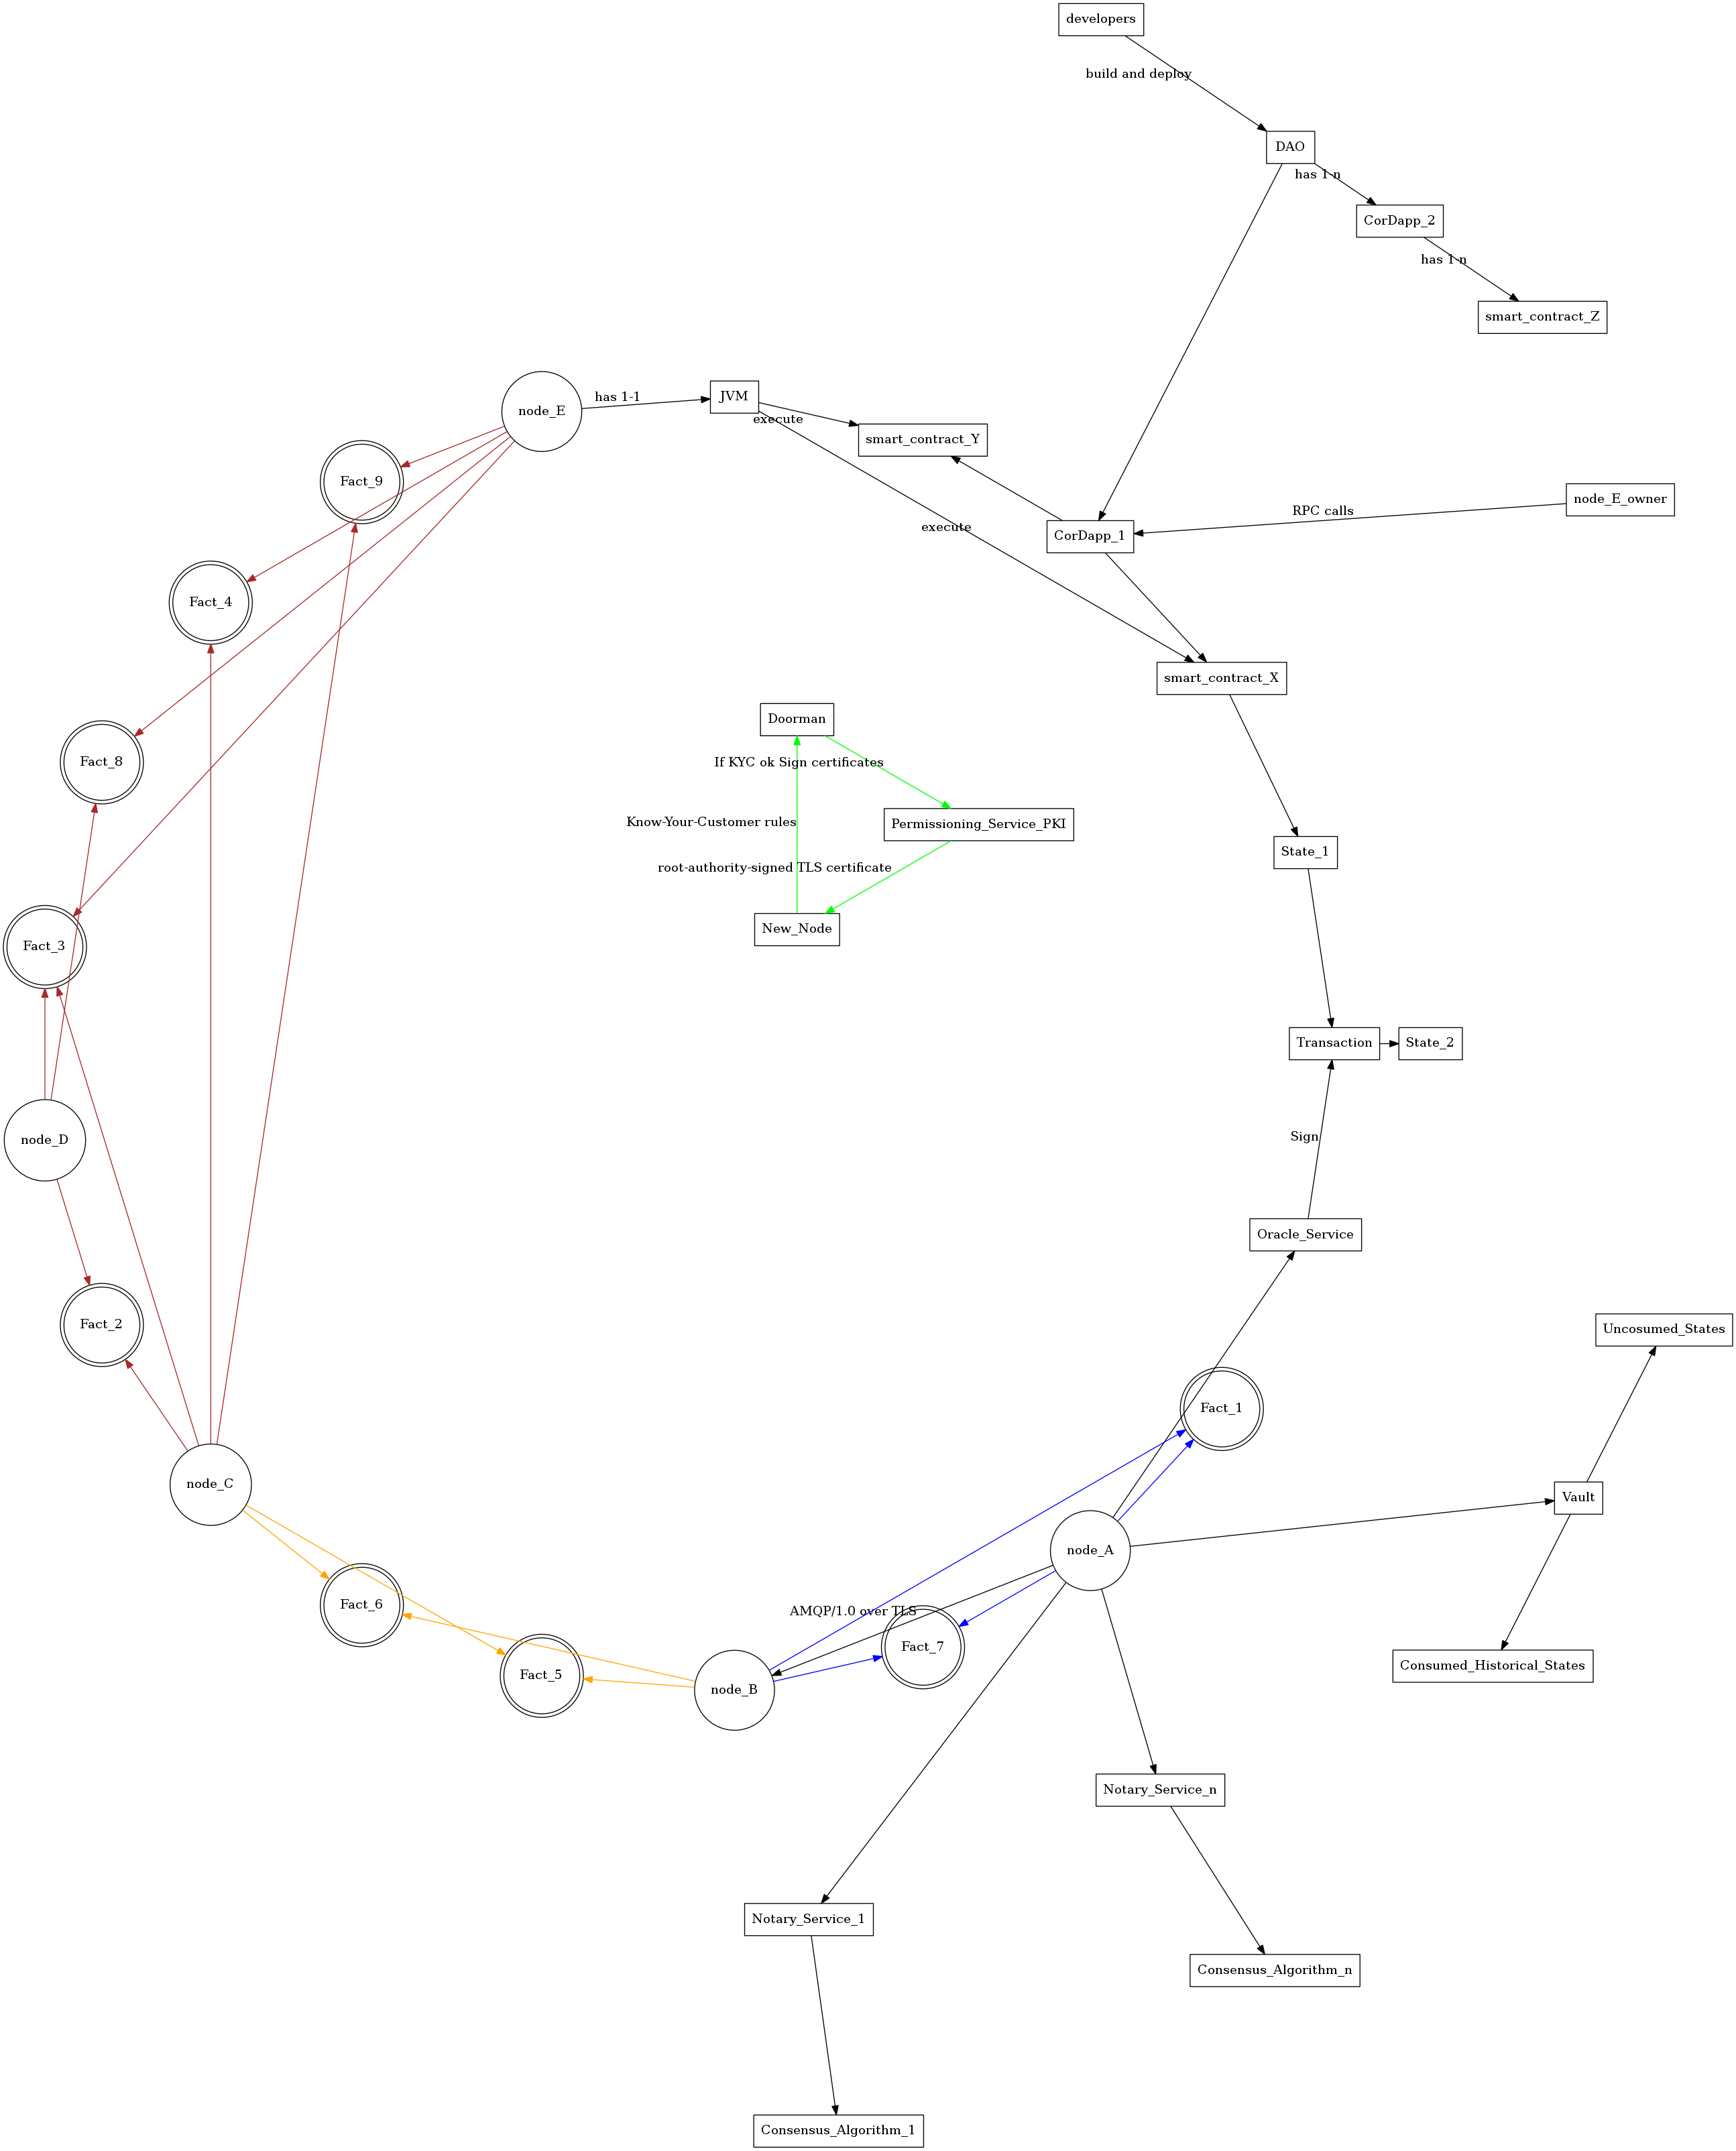 developers
build and deploy
DAO
has 1-n
CorDapp_2
has 1-n
smart_contract_Z
node_E
has 1-1
JVM
execute
smart_contract_Y
Fact_9
node_E_owner
RPC calls
execute
CorDapp_1
Fact_4
smart_contract_X
Doorman
Fact_8
If KYC ok Sign certificates
Know-Your-Customer rules
Permissioning_Service_PKI
State_1
root-authority-signed TLS certificate
New_Node
Fact_3
Transaction
State_2
Sign
node_D
Oracle_Service
Fact_2
Uncosumed_States
Fact_1
node_C
Vault
node_A
Fact_6
AMQP/1.0 over TLS
Fact_7
Consumed_Historical_States
Fact_5
node_B
Notary_Service_n
Notary_Service_1
Consensus_Algorithm_n
Consensus_Algorithm_1